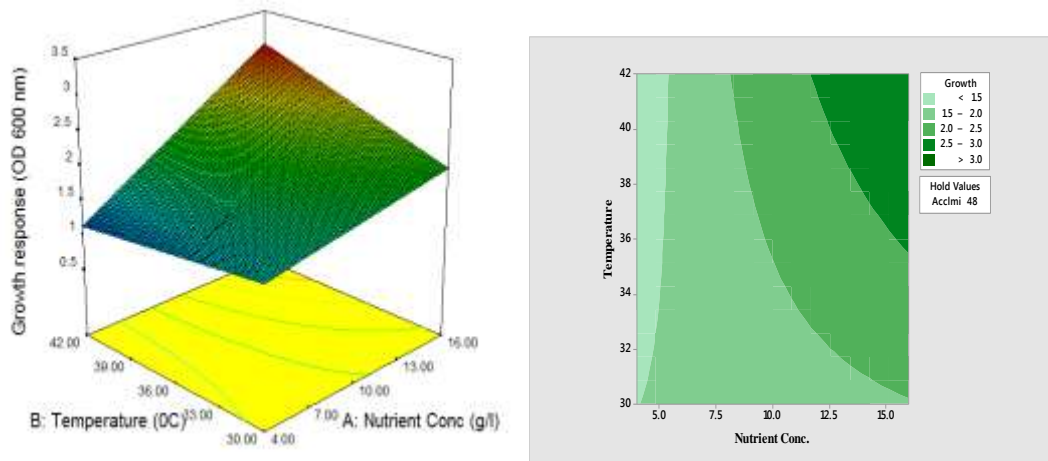 Growth response (OD 600 nm)
3.5
3
2.5
2
1.5
1
0.5
42.00
39.00
36.00
33.00
30.00
B: Temperature (0C)
4.00
7.00
10.00
13.00
16.00
A: Nutrient Conc (g/l)
Temperature
42
40
38
36
34
32
30
5.0 7.5 10.0 12.5 15.0
Nutrient Conc.
Growth
< 1.5
1.5 – 2.0
2.0 – 2.5
2.5 – 3.0
> 3.0
Hold Values
Acclmi 48